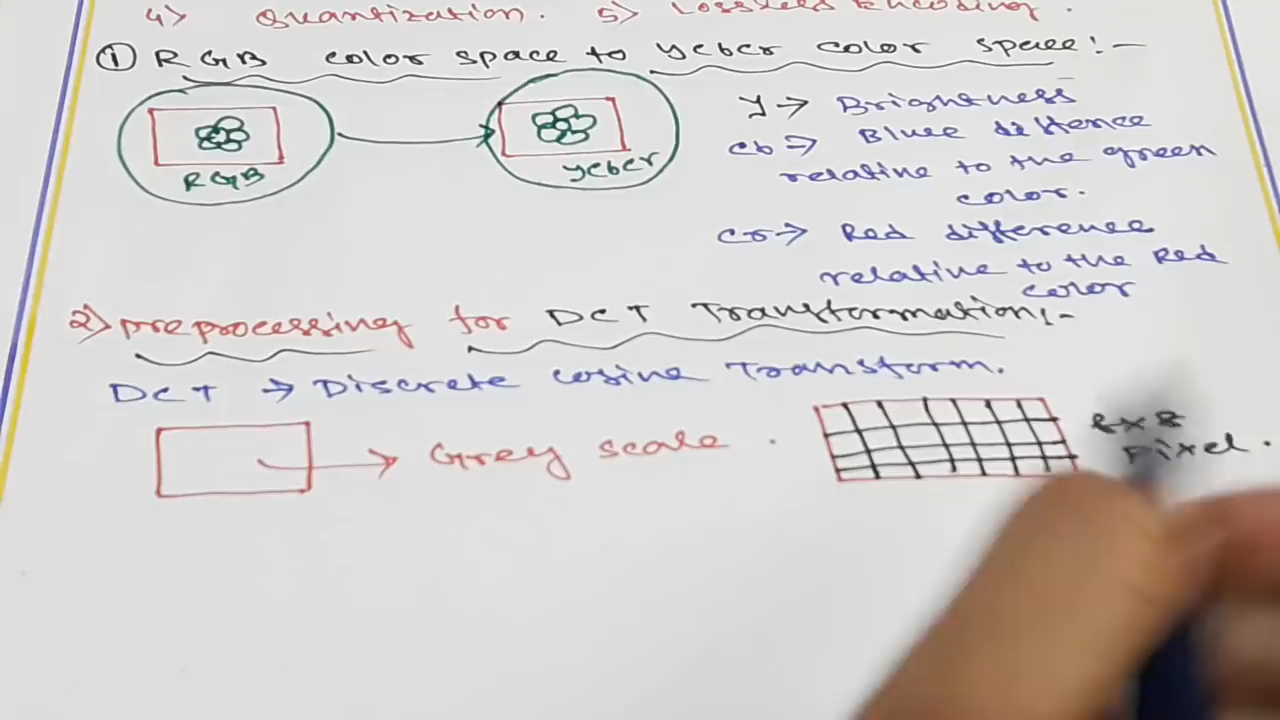 4) Quantization. 5) Lossless Encoding.
① RGB color space to ycbcr color space:-
RGB
ycbcr
y → Brightness
cb → Bluee diffence
relative to the green
color.
cr → Red difference
relative to the Red
color
2) preprocessing for DCT Transformation:-
DCT → Discrete cosine Transform.
Grey scale
8×8
Pixel.